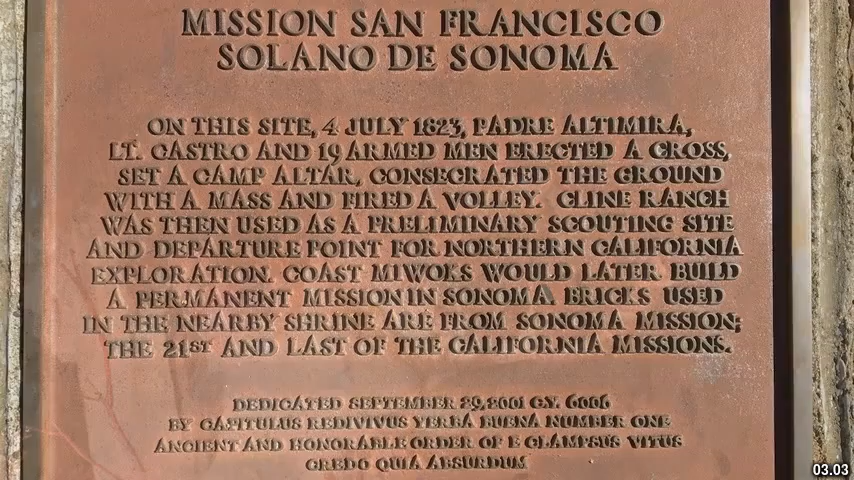 MISSION SAN FRANCISCO
SOLANO DE SONOMA
ON THIS SITE, 4 JULY 1823, PADRE ALTIMIRA,
LT. CASTRO AND 19 ARMED MEN ERECTED A CROSS,
SET A CAMP ALTAR, CONSECRATED THE GROUND
WITH A MASS AND FIRED A VOLLEY. CLINE RANCH
WAS THEN USED AS A PRELIMINARY SCOUTING SITE
AND DEPARTURE POINT FOR NORTHERN CALIFORNIA
EXPLORATION. COAST MIWOKS WOULD LATER BUILD
A PERMANENT MISSION IN SONOMA. BRICKS USED
IN THE NEARBY SHRINE ARE FROM SONOMA MISSION;
THE 21ST AND LAST OF THE CALIFORNIA MISSIONS.
DEDICATED SEPTEMBER 29, 2001 C.Y. 6006
BY CAPITULUS REDIVIVUS YERBA BUENA NUMBER ONE
ANCIENT AND HONORABLE ORDER OF E CLAMPSUS VITUS
CREDO QUIA ABSURDUM
03.03